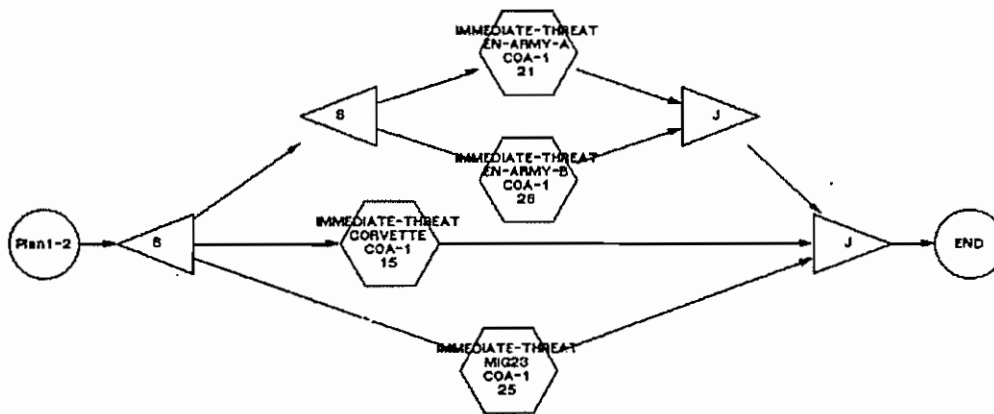 IMMEDIATE-THREAT
EN-ARMY-A
COA-1
21
S
J
IMMEDIATE-THREAT
EN-ARMY-B
COA-1
26
Plan1-2
S
IMMEDIATE-THREAT
CORVETTE
COA-1
15
J
END
IMMEDIATE-THREAT
MIG23
COA-1
25